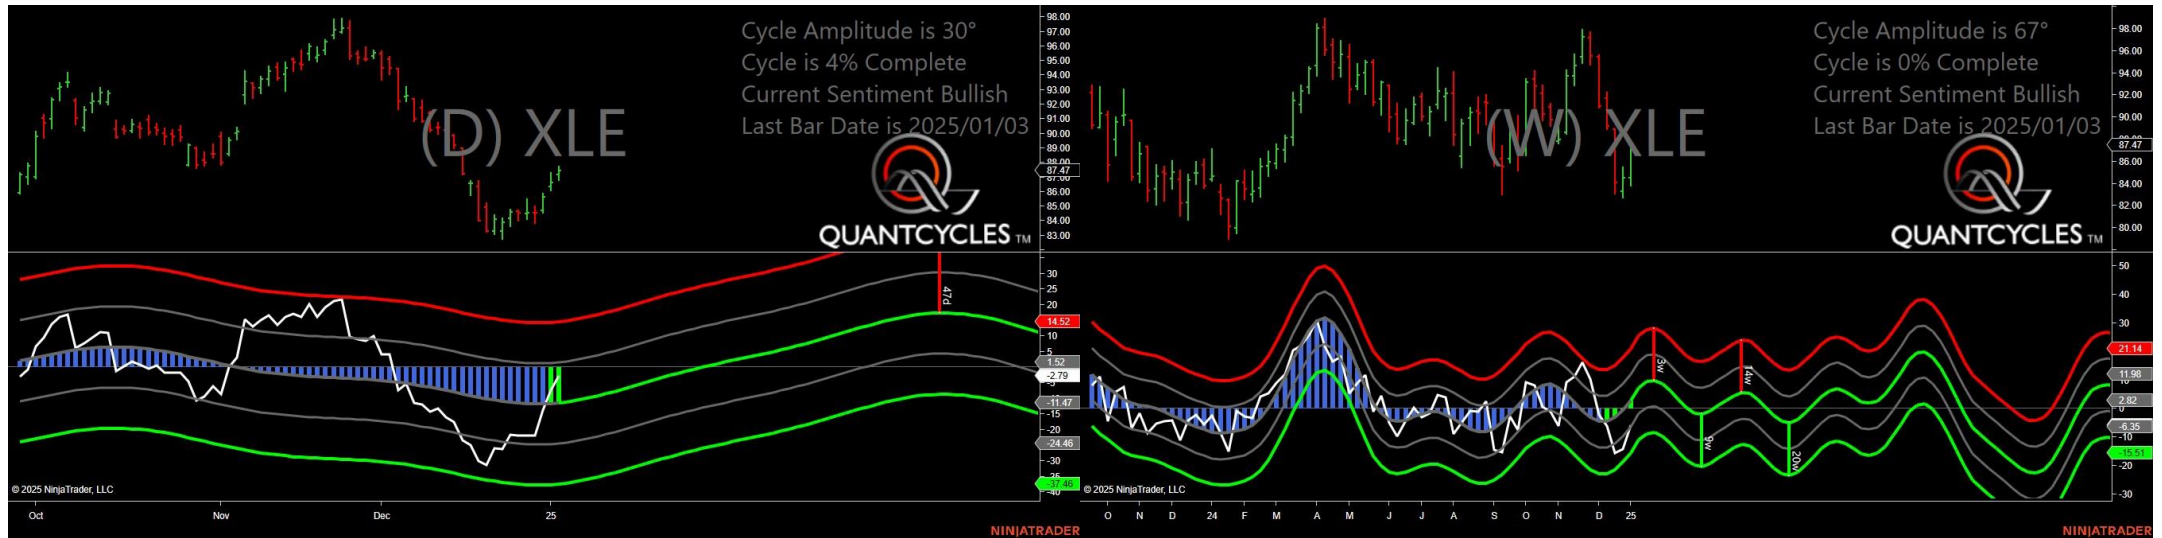 Cycle Amplitude is 30°
Cycle is 4% Complete
Current Sentiment Bullish
Last Bar Date is 2025/01/03
(D) XLE
QUANTCYCLES TM
98.00
97.00
96.00
95.00
94.00
93.00
92.00
91.00
90.00
89.00
88.00
87.47
87.00
86.00
85.00
84.00
83.00
47d
30
25
20
14.52
10
5
1.52
-2.79
-5
-11.47
-15
-20
-24.46
-30
-37.46
-40
© 2025 NinjaTrader, LLC
Oct Nov Dec 25
NINJATRADER
Cycle Amplitude is 67°
Cycle is 0% Complete
Current Sentiment Bullish
Last Bar Date is 2025/01/03
(W) XLE
QUANTCYCLES TM
98.00
96.00
94.00
92.00
90.00
87.47
86.00
84.00
82.00
80.00
3w
14w
9w
20w
50
40
30
21.14
11.98
10
2.82
0
-6.35
-10
-15.51
-20
-30
© 2025 NinjaTrader, LLC
O N D 24 F M A M J J A S O N D 25
NINJATRADER